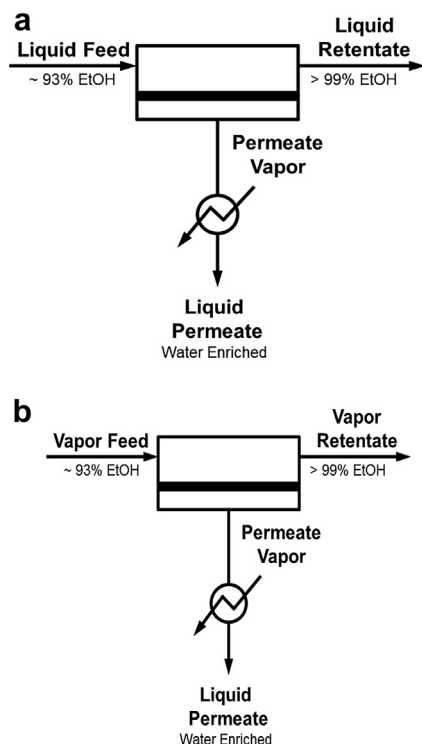 a
Liquid Feed
~ 93% EtOH
Liquid
Retentate
> 99% EtOH
Permeate
Vapor
Liquid
Permeate
Water Enriched
b
Vapor Feed
~ 93% EtOH
Vapor
Retentate
> 99% EtOH
Permeate
Vapor
Liquid
Permeate
Water Enriched